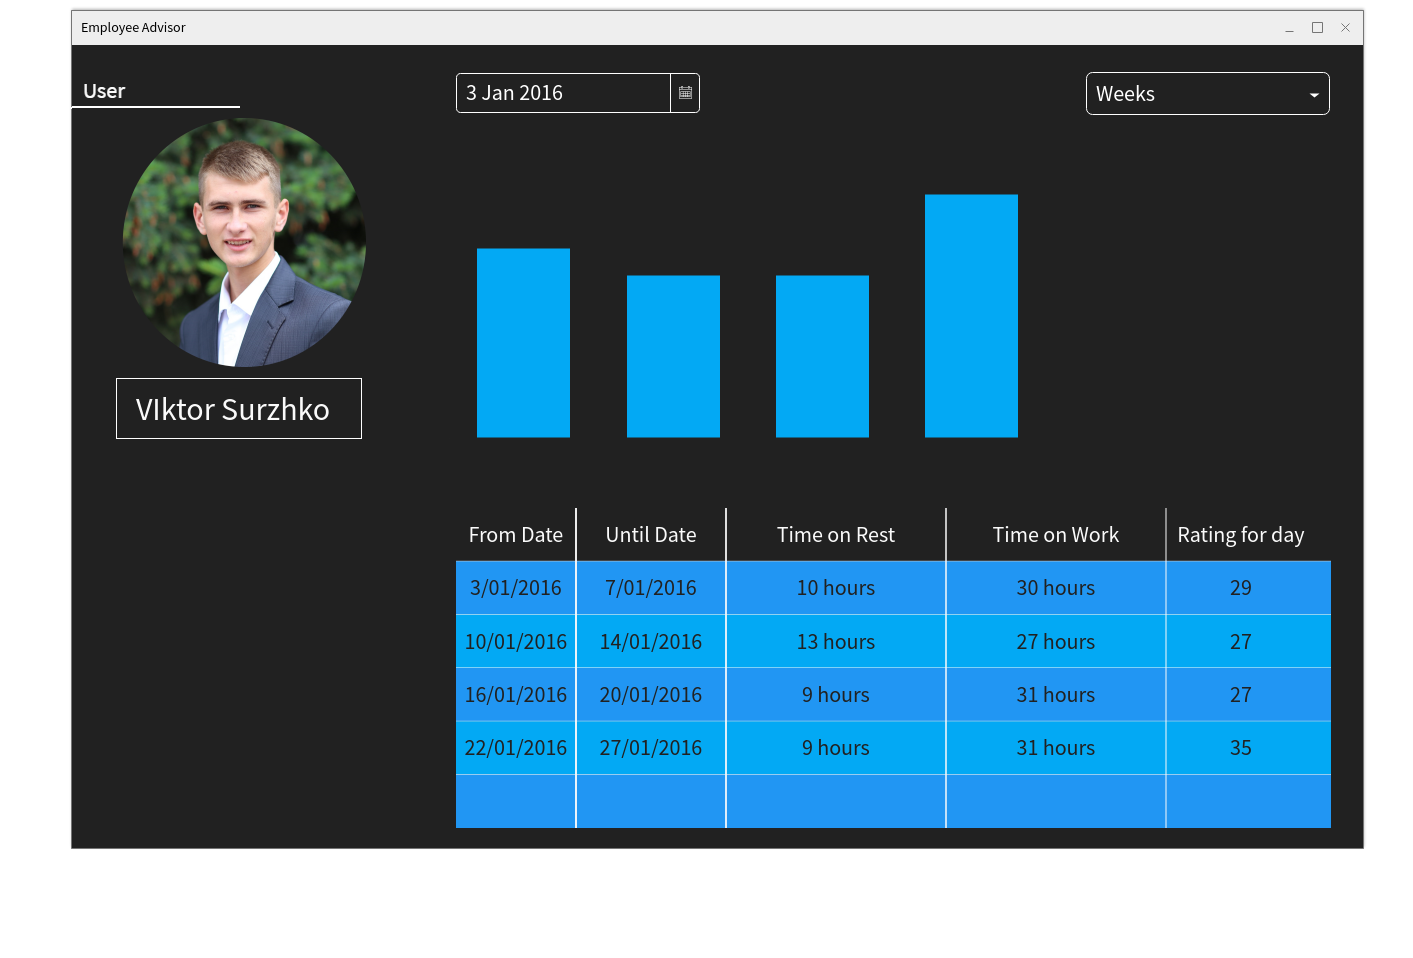 Employee Advisor
User
3 Jan 2016
Weeks
VIktor Surzhko
From Date Until Date Time on Rest Time on Work Rating for day
3/01/2016 7/01/2016 10 hours 30 hours 29
10/01/2016 14/01/2016 13 hours 27 hours 27
16/01/2016 20/01/2016 9 hours 31 hours 27
22/01/2016 27/01/2016 9 hours 31 hours 35